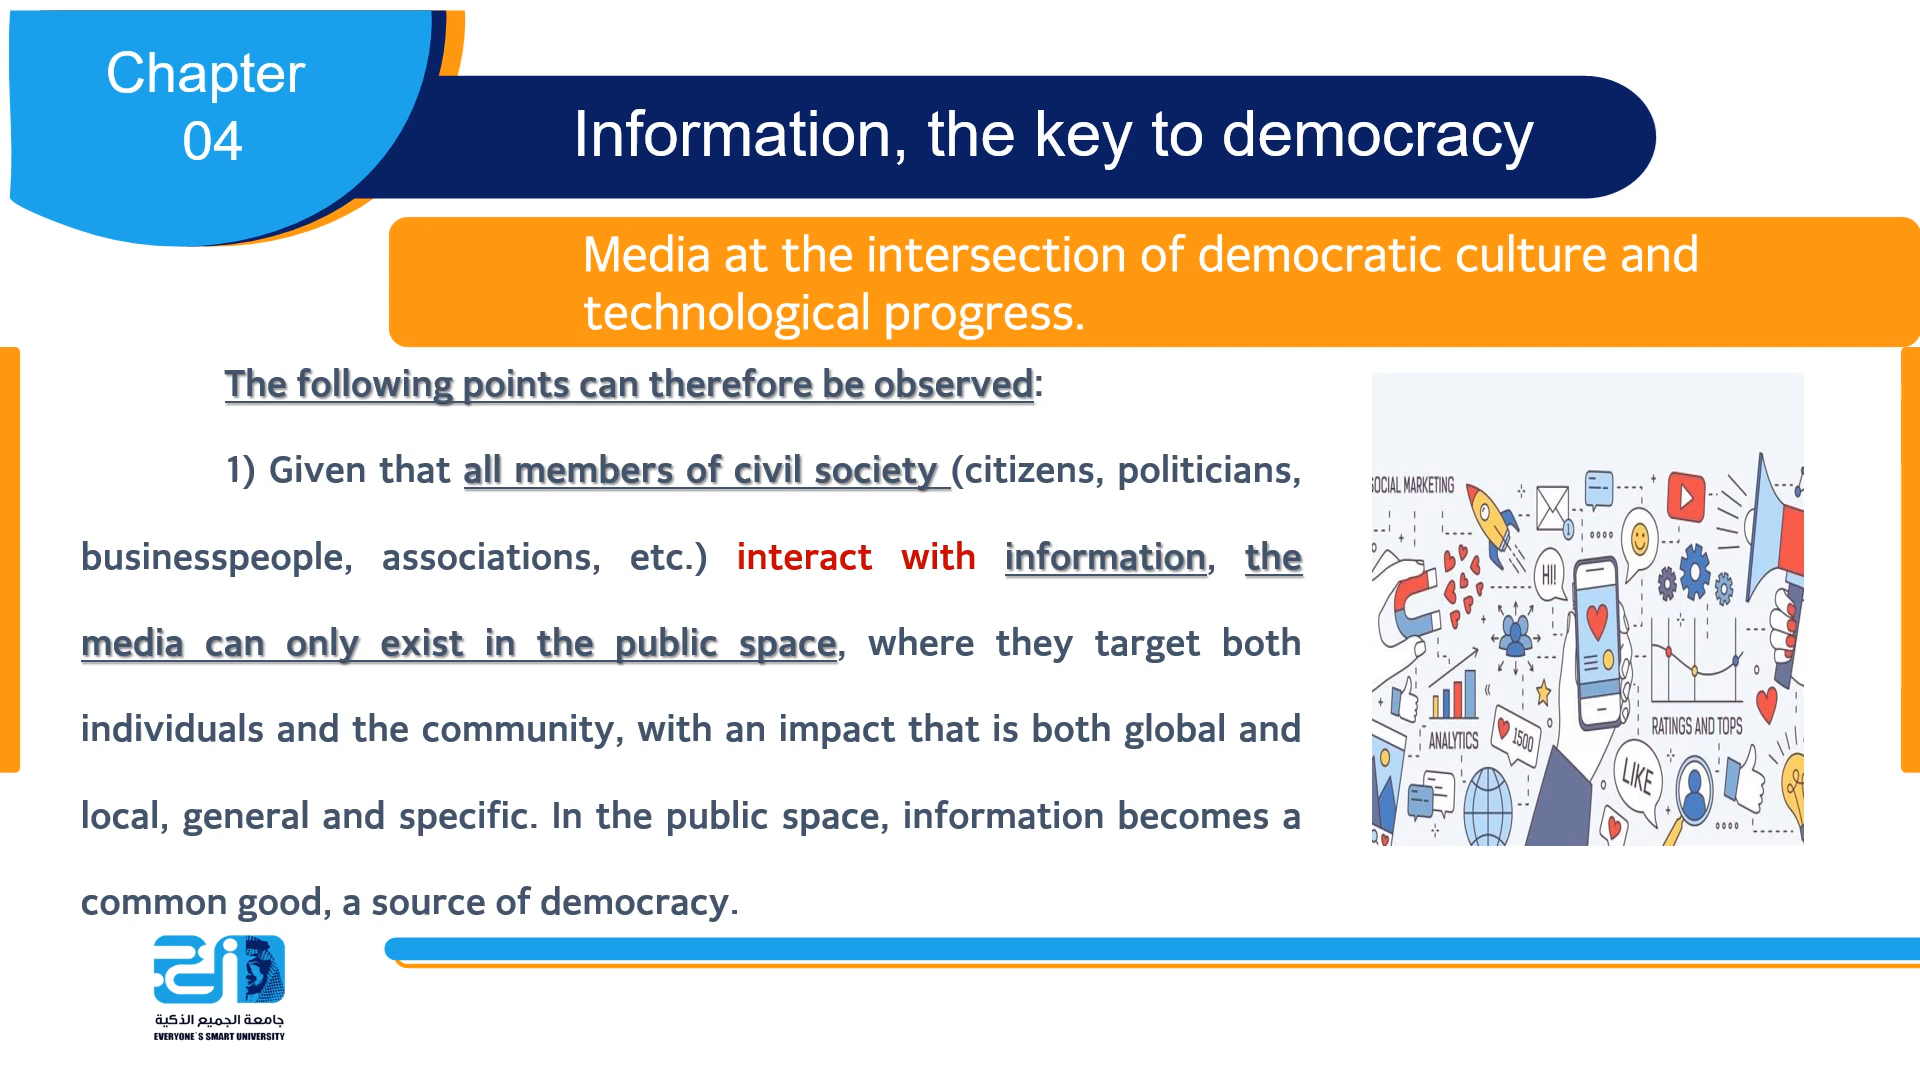 Chapter
04
Information, the key to democracy
Media at the intersection of democratic culture and
technological progress.
The following points can therefore be observed:
1) Given that all members of civil society (citizens, politicians,
businesspeople, associations, etc.) interact with information, the
media can only exist in the public space, where they target both
individuals and the community, with an impact that is both global and
local, general and specific. In the public space, information becomes a
common good, a source of democracy.
SOCIAL MARKETING
1
HI!
ANALYTICS
1500
RATINGS AND TOPS
LIKE
جامعة الجميع الذكية
EVERYONE`S SMART UNIVERSITY